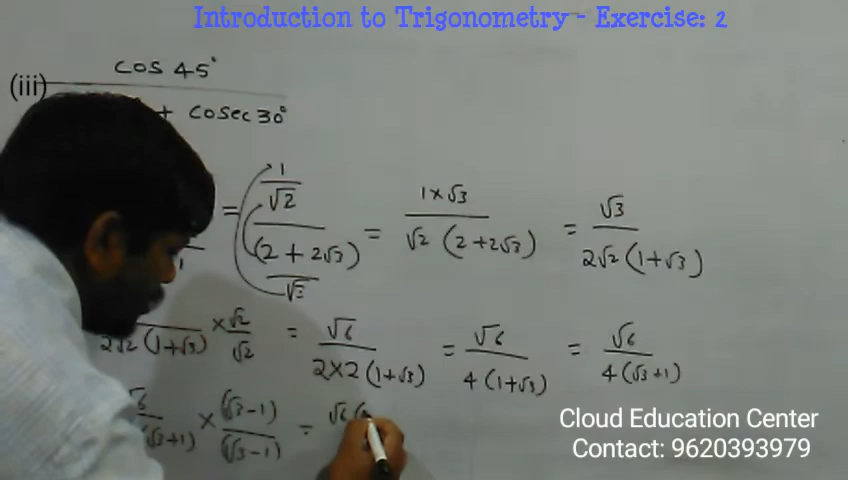 Introduction to Trigonometry - Exercise: 2
(iii) cos 45°
+ cosec 30°
= 1/√2 / (2 + 2√3)/√3 = 1×√3 / √2 (2+2√3) = √3 / 2√2 (1+√3)
2√2 (1+√3) × √2/√2 = √6 / 2×2 (1+√3) = √6 / 4 (1+√3) = √6 / 4 (√3+1)
√6 / (√3+1) × (√3-1)/(√3-1) = √6 (
Cloud Education Center
Contact: 9620393979